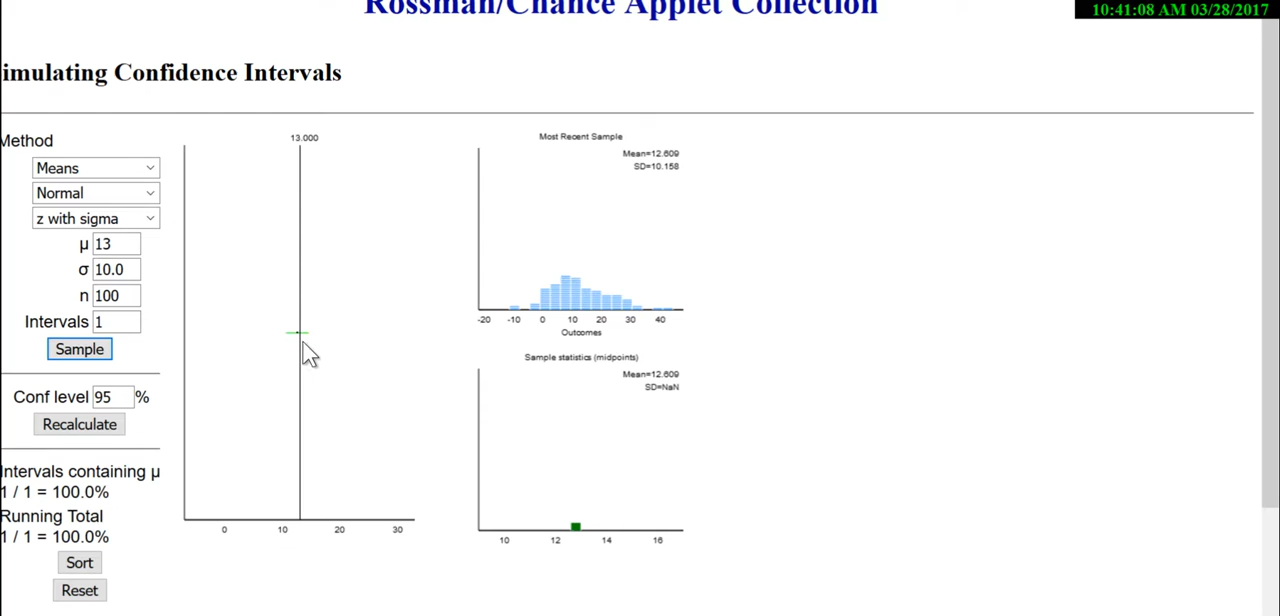 Rossman/Chance Applet Collection
10:41:08 AM 03/28/2017
imulating Confidence Intervals
Method
Means
Normal
z with sigma
μ 13
σ 10.0
n 100
Intervals 1
Sample
Conf level 95 %
Recalculate
Intervals containing μ
1 / 1 = 100.0%
Running Total
1 / 1 = 100.0%
Sort
Reset
13.000
0 10 20 30
Most Recent Sample
Mean=12.609
SD=10.158
-20 -10 0 10 20 30 40
Outcomes
Sample statistics (midpoints)
Mean=12.609
SD=NaN
10 12 14 16